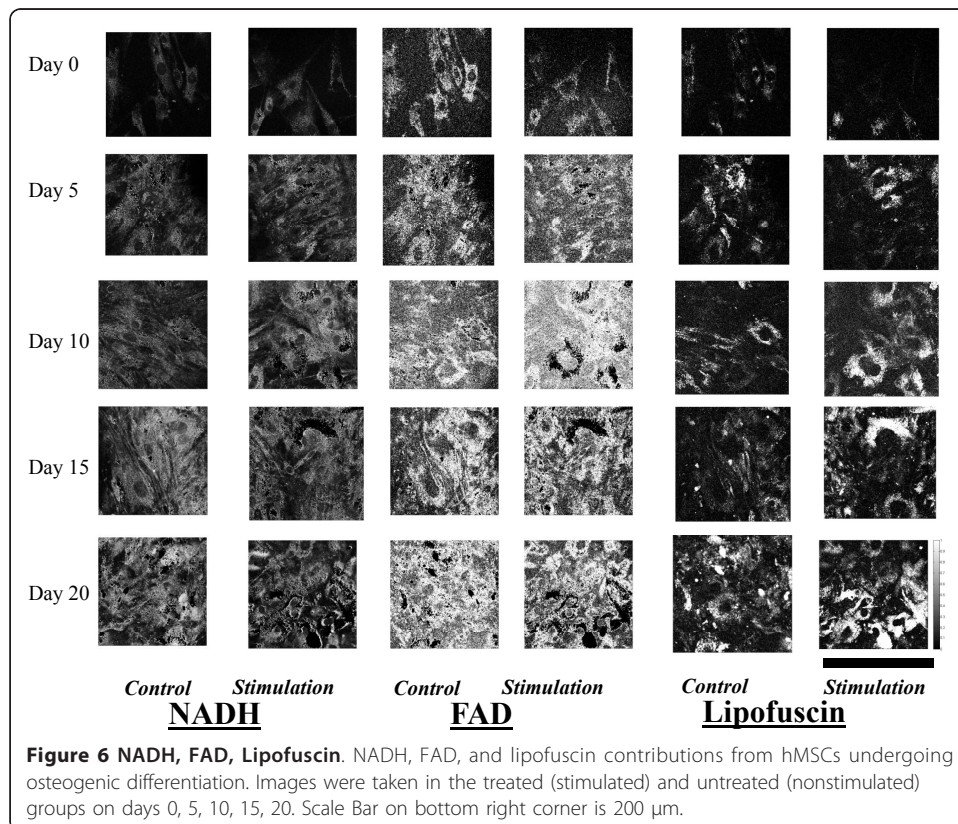 Day 0
Day 5
Day 10
Day 15
Day 20
Control Stimulation Control Stimulation Control Stimulation
NADH FAD Lipofuscin
Figure 6 NADH, FAD, Lipofuscin. NADH, FAD, and lipofuscin contributions from hMSCs undergoing
osteogenic differentiation. Images were taken in the treated (stimulated) and untreated (nonstimulated)
groups on days 0, 5, 10, 15, 20. Scale Bar on bottom right corner is 200 μm.